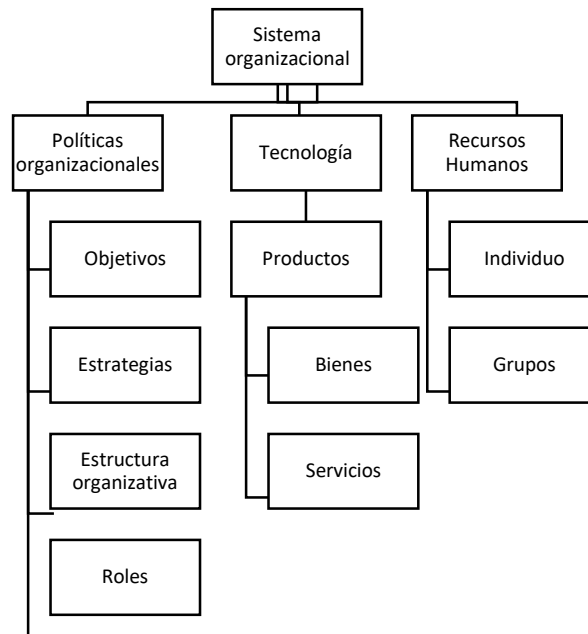 Sistema
organizacional
Políticas
organizacionales
Tecnología
Recursos
Humanos
Objetivos
Productos
Individuo
Estrategias
Bienes
Grupos
Estructura
organizativa
Servicios
Roles